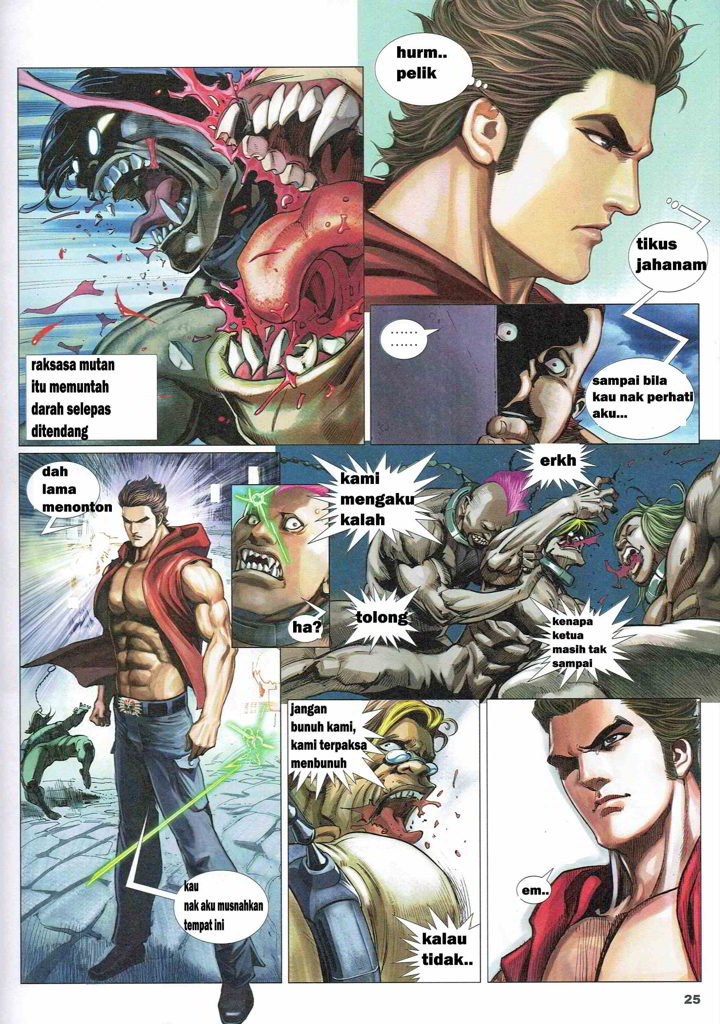 hurm..
pelik
raksasa mutan
itu memuntah
darah selepas
ditendang
tikus
jahanam
......
......
sampai bila
kau nak perhati
aku...
dah
lama
menonton
kami
mengaku
kalah
erkh
ha?
tolong
kenapa
ketua
masih tak
sampai
kau
nak aku musnahkan
tempat ini
jangan
bunuh kami,
kami terpaksa
menbunuh
kalau
tidak..
em..
25